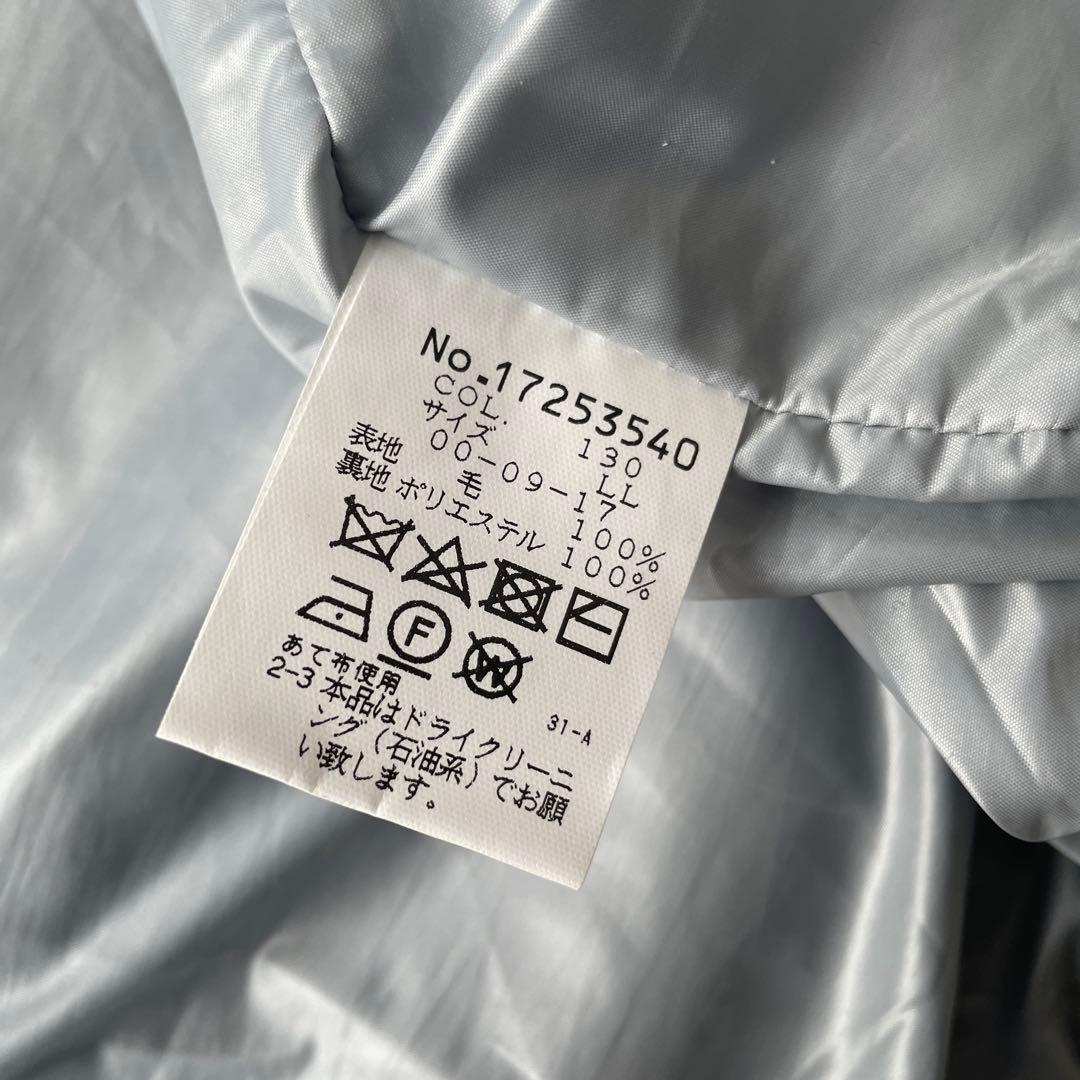 No.17253540
COL. 130
サイズ LL
00-09-17
表地 毛 100%
裏地 ポリエステル 100%
F
W
あて布使用
31-A
2-3 本品はドライクリーニ
ング(石油系)でお願
い致します。